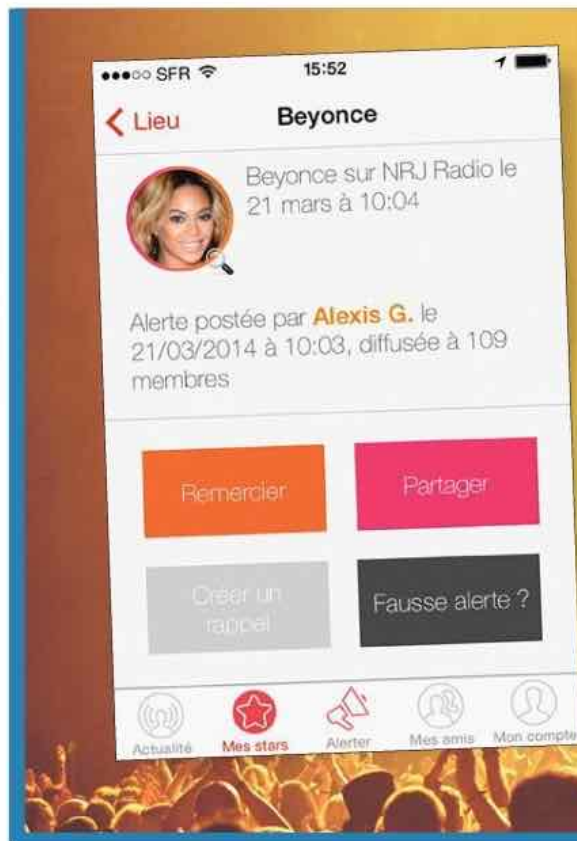 SFR 15:52
Lieu Beyonce
Beyonce sur NRJ Radio le
21 mars à 10:04
Alerte postée par Alexis G. le
21/03/2014 à 10:03, diffusée à 109
membres
Remercier Partager
Créer un
rappel
Fausse alerte ?
Actualité Mes stars Alerter Mes amis Mon compte